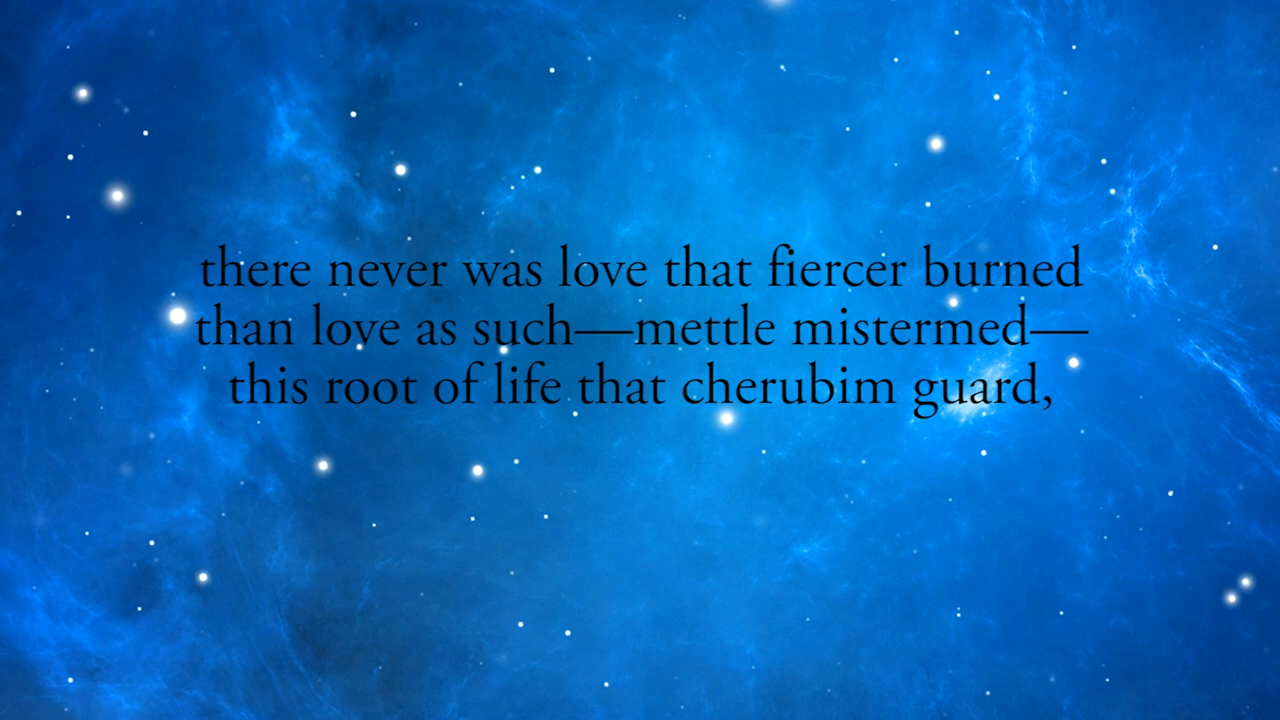 there never was love that fiercer burned
than love as such—mettle mistermed—
this root of life that cherubim guard,